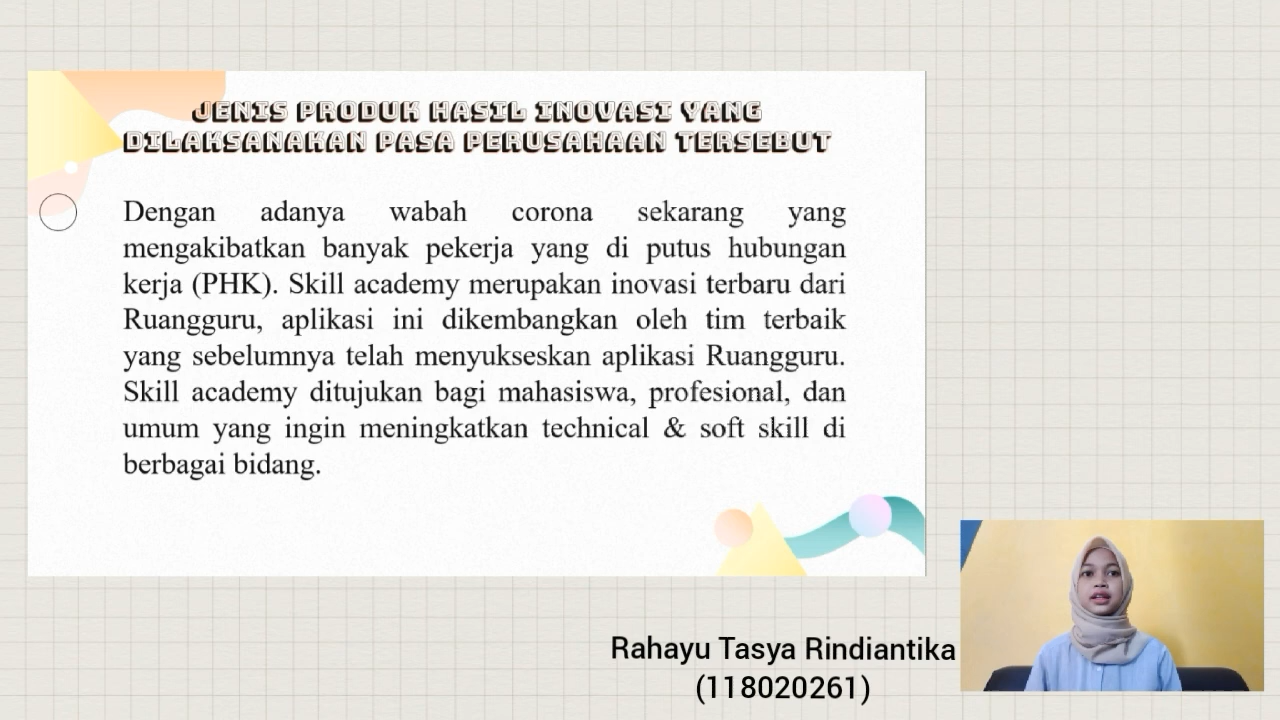 JENIS PRODUK HASIL INOVASI YANG
DILAKSANAKAN PASA PERUSAHAAN TERSEBUT
Dengan adanya wabah corona sekarang yang
mengakibatkan banyak pekerja yang di putus hubungan
kerja (PHK). Skill academy merupakan inovasi terbaru dari
Ruangguru, aplikasi ini dikembangkan oleh tim terbaik
yang sebelumnya telah menyukseskan aplikasi Ruangguru.
Skill academy ditujukan bagi mahasiswa, profesional, dan
umum yang ingin meningkatkan technical & soft skill di
berbagai bidang.
Rahayu Tasya Rindiantika
(118020261)